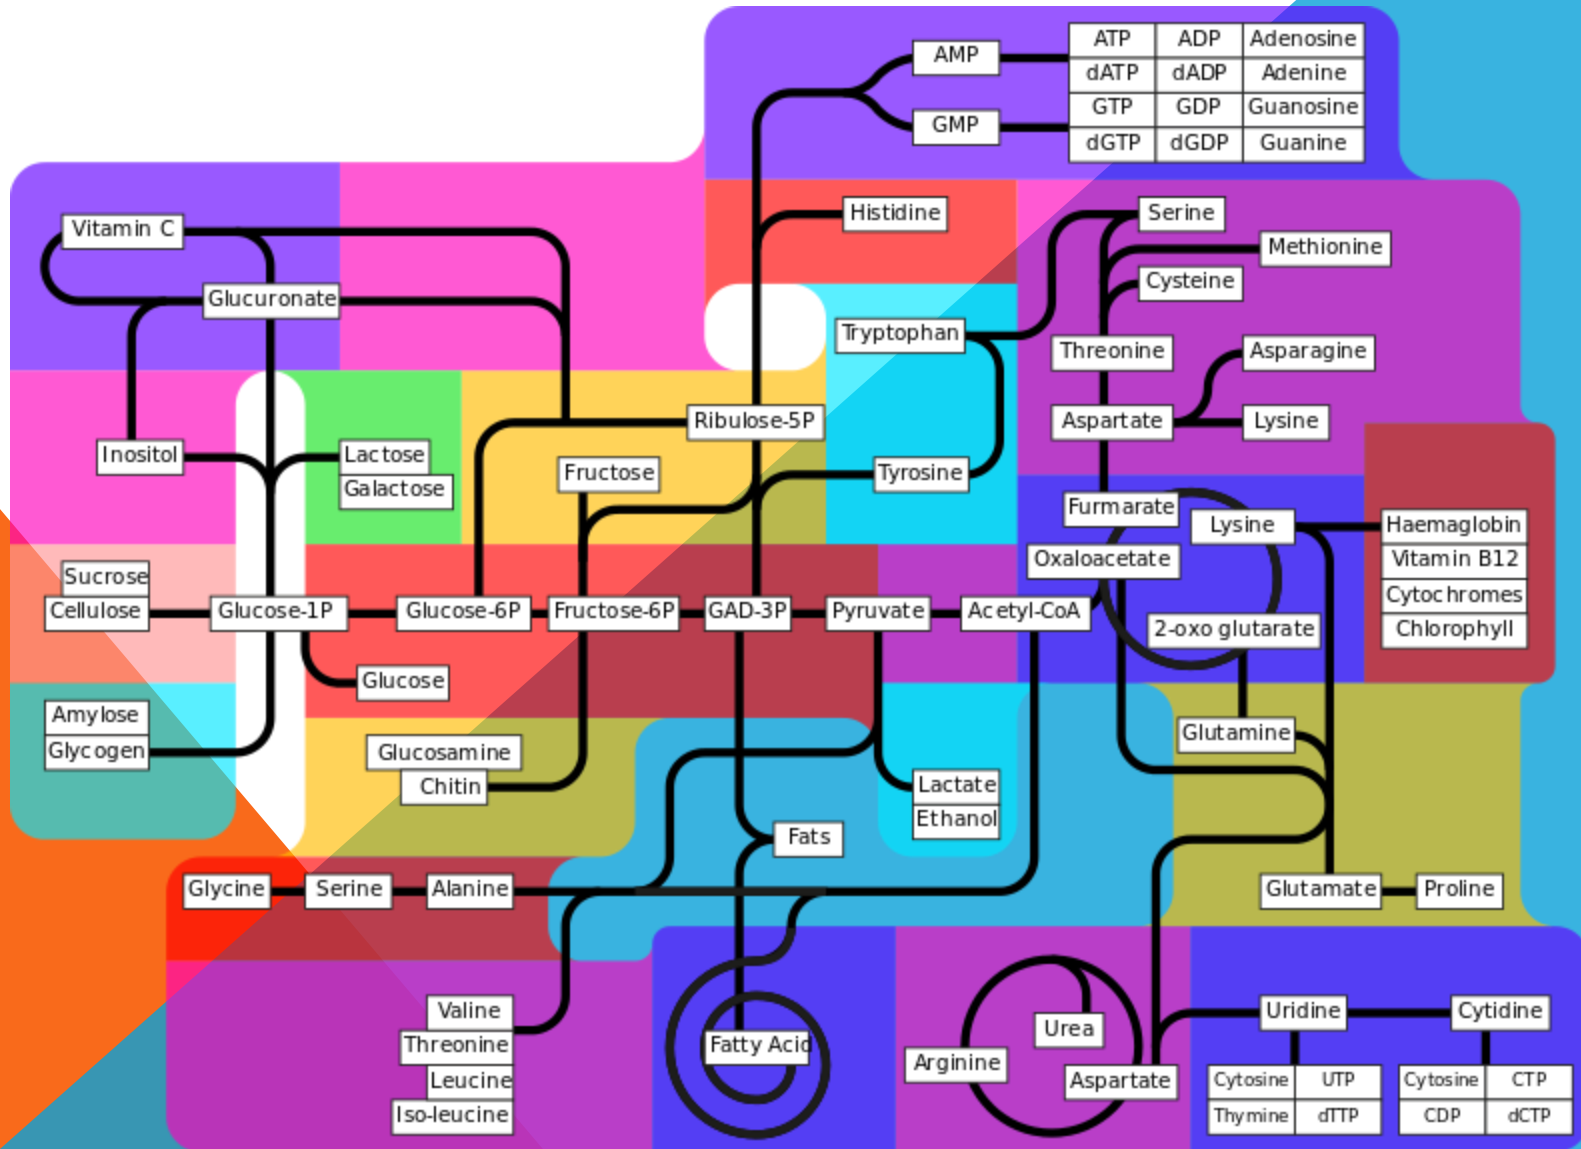 AMP
ATP ADP Adenosine
dATP dADP Adenine
GMP
GTP GDP Guanosine
dGTP dGDP Guanine
Vitamin C
Histidine
Serine
Methionine
Glucuronate
Cysteine
Tryptophan
Threonine
Asparagine
Ribulose-5P
Aspartate
Lysine
Inositol
Lactose
Galactose
Fructose
Tyrosine
Furmarate
Lysine
Haemaglobin
Oxaloacetate
Vitamin B12
Sucrose
Cytochromes
Cellulose
Glucose-1P
Glucose-6P
Fructose-6P
GAD-3P
Pyruvate
Acetyl-CoA
2-oxo glutarate
Chlorophyll
Glucose
Amylose
Glycogen
Glucosamine
Chitin
Glutamine
Lactate
Ethanol
Fats
Glycine
Serine
Alanine
Glutamate
Proline
Valine
Threonine
Leucine
Iso-leucine
Fatty Acid
Urea
Arginine
Aspartate
Uridine
Cytidine
Cytosine UTP
Thymine dTTP
Cytosine CTP
CDP dCTP